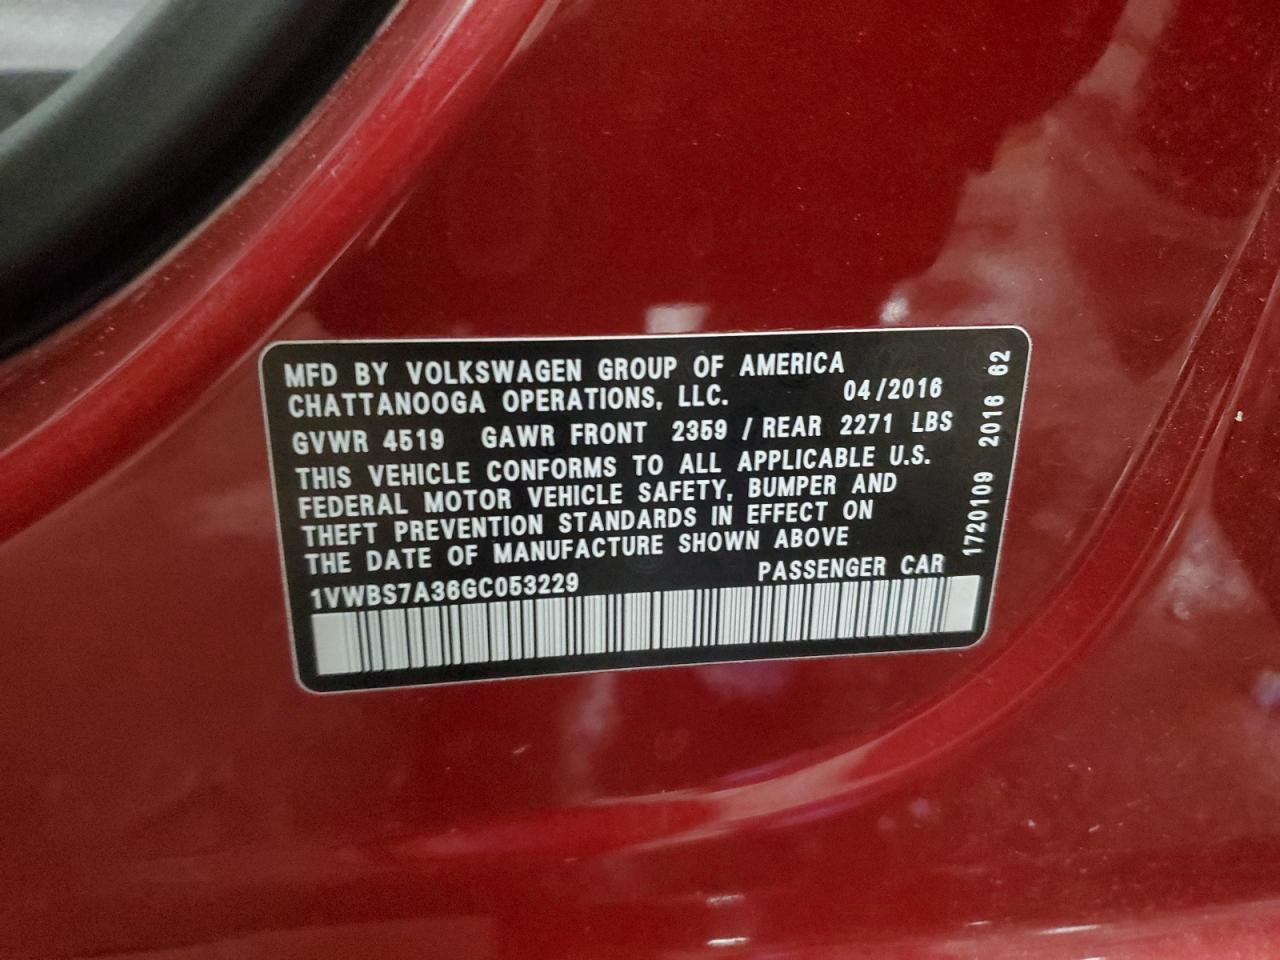 MFD BY VOLKSWAGEN GROUP OF AMERICA
CHATTANOOGA OPERATIONS, LLC. 04/2016
GVWR 4519 GAWR FRONT 2359 / REAR 2271 LBS
THIS VEHICLE CONFORMS TO ALL APPLICABLE U.S.
FEDERAL MOTOR VEHICLE SAFETY, BUMPER AND
THEFT PREVENTION STANDARDS IN EFFECT ON
THE DATE OF MANUFACTURE SHOWN ABOVE
1VWBS7A36GC053229 PASSENGER CAR
1720109 2016 62